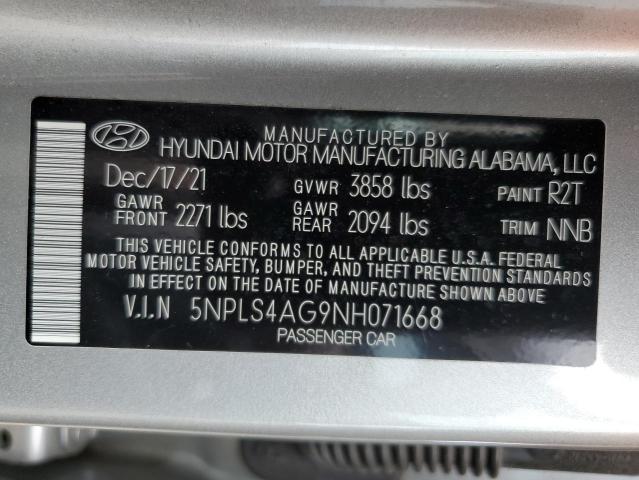 MANUFACTURED BY
HYUNDAI MOTOR MANUFACTURING ALABAMA, LLC
Dec/17/21 GVWR 3858 lbs PAINT R2T
GAWR FRONT 2271 lbs GAWR REAR 2094 lbs TRIM NNB
THIS VEHICLE CONFORMS TO ALL APPLICABLE U.S.A. FEDERAL
MOTOR VEHICLE SAFETY, BUMPER, AND THEFT PREVENTION STANDARDS
IN EFFECT ON THE DATE OF MANUFACTURE SHOWN ABOVE.
V.I.N 5NPLS4AG9NH071668
PASSENGER CAR